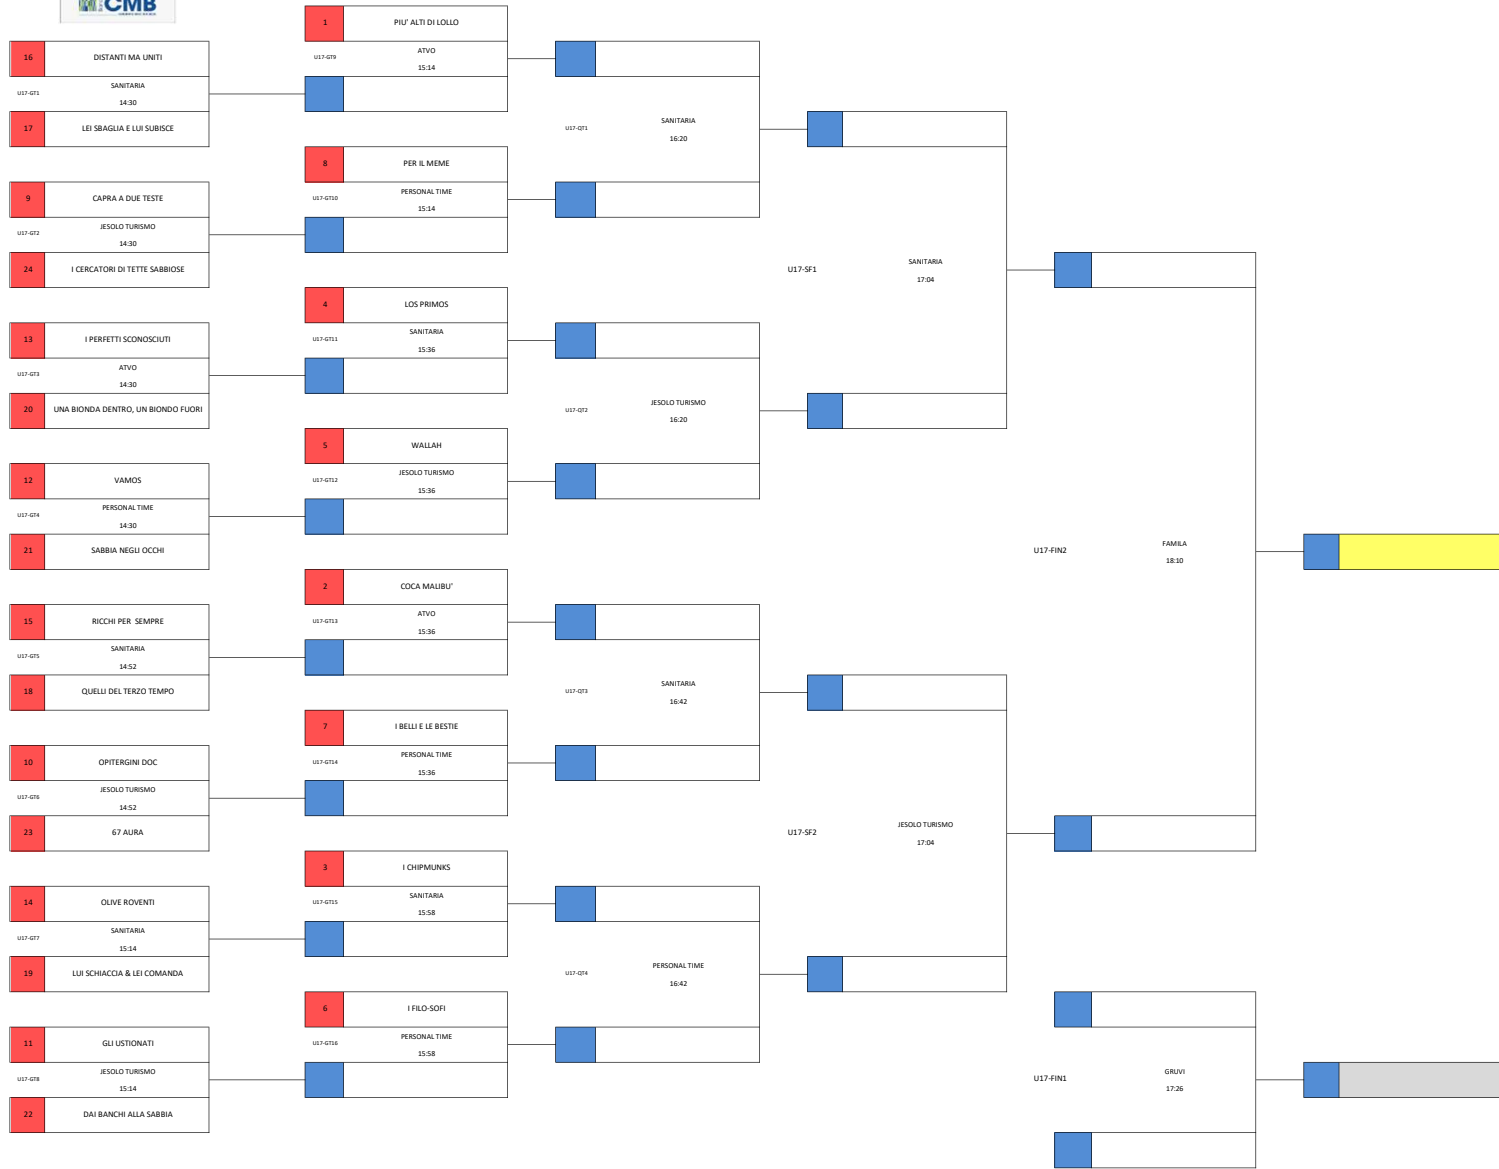 CMB
16 DISTANTI MA UNITI
U17-GT1 SANITARIA
14:30
17 LEI SBAGLIA E LUI SUBISCE
9 CAPRA A DUE TESTE
U17-GT2 JESOLO TURISMO
14:30
24 I CERCATORI DI TETTE SABBIOSE
13 I PERFETTI SCONOSCIUTI
U17-GT3 ATVO
14:30
20 UNA BIONDA DENTRO, UN BIONDO FUORI
12 VAMOS
U17-GT4 PERSONAL TIME
14:30
21 SABBIA NEGLI OCCHI
15 RICCHI PER  SEMPRE
U17-GT5 SANITARIA
14:52
18 QUELLI DEL TERZO TEMPO
10 OPITERGINI DOC
U17-GT6 JESOLO TURISMO
14:52
23 67 AURA
14 OLIVE ROVENTI
U17-GT7 SANITARIA
15:14
19 LUI SCHIACCIA & LEI COMANDA
11 GLI USTIONATI
U17-GT8 JESOLO TURISMO
15:14
22 DAI BANCHI ALLA SABBIA
1 PIU' ALTI DI LOLLO
U17-GT9 ATVO
15:14
8 PER IL MEME
U17-GT10 PERSONAL TIME
15:14
4 LOS PRIMOS
U17-GT11 SANITARIA
15:36
5 WALLAH
U17-GT12 JESOLO TURISMO
15:36
2 COCA MALIBU'
U17-GT13 ATVO
15:36
7 I BELLI E LE BESTIE
U17-GT14 PERSONAL TIME
15:36
3 I CHIPMUNKS
U17-GT15 SANITARIA
15:58
6 I FILO-SOFI
U17-GT16 PERSONAL TIME
15:58
U17-QT1 SANITARIA
16:20
U17-QT2 JESOLO TURISMO
16:20
U17-QT3 SANITARIA
16:42
U17-QT4 PERSONAL TIME
16:42
U17-SF1 SANITARIA
17:04
U17-SF2 JESOLO TURISMO
17:04
U17-FIN2 FAMILA
18:10
U17-FIN1 GRUVI
17:26